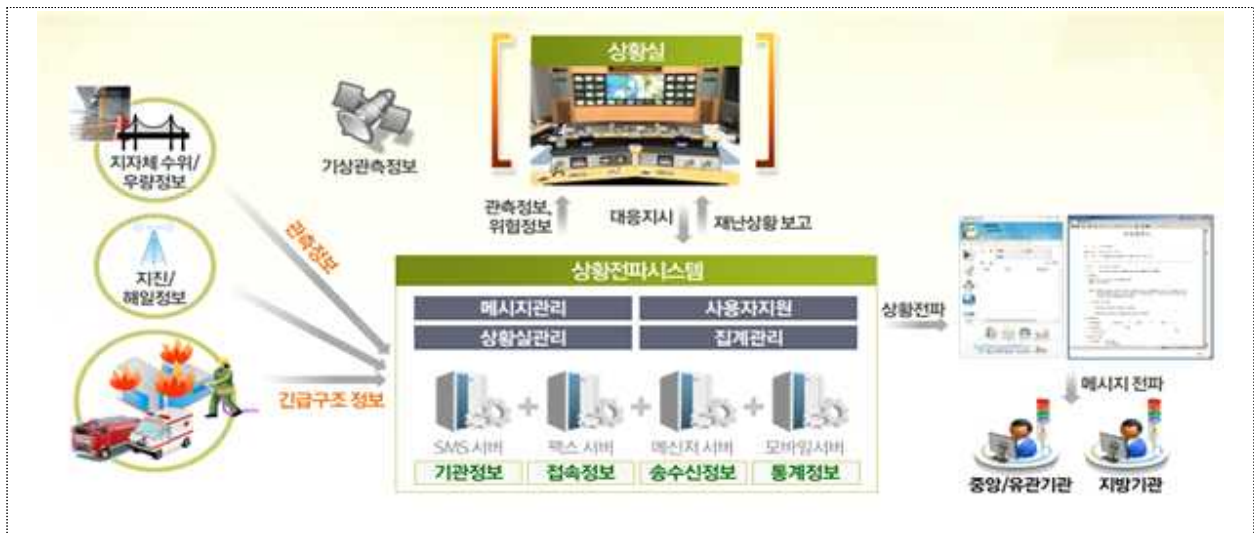 상황실
지자체 수위/
우량정보
기상관측정보
관측정보,
위험정보
대응지시
재난상황 보고
관측정보
지진/
해일정보
상황전파시스템
메시지관리
사용자지원
상황실관리
집계관리
상황전파
긴급구조 정보
메시지 전파
SMS 서버
팩스 서버
메신저 서버
모바일서버
기관정보
접속정보
송수신정보
통계정보
중앙/유관기관
지방기관